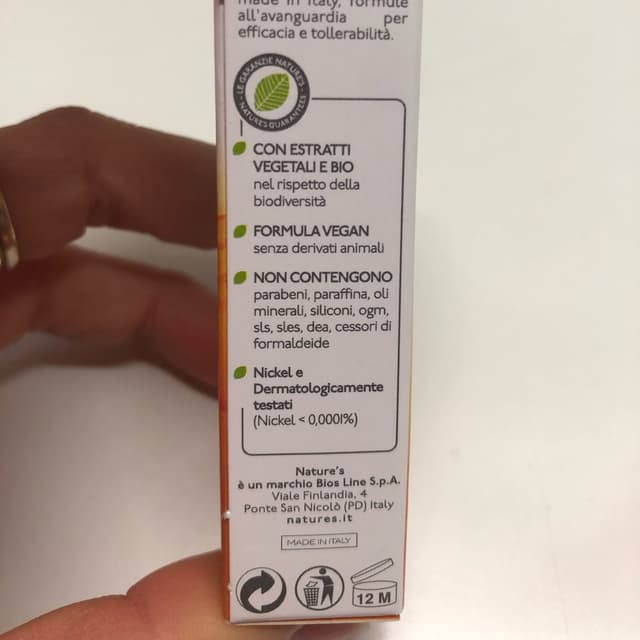 made in Italy, formule
all'avanguardia per
efficacia e tollerabilità.
LE GARANZIE NATURE'S
NATURE'S GUARANTEES
CON ESTRATTI
VEGETALI E BIO
nel rispetto della
biodiversità
FORMULA VEGAN
senza derivati animali
NON CONTENGONO
parabeni, paraffina, oli
minerali, siliconi, ogm,
sls, sles, dea, cessori di
formaldeide
Nickel e
Dermatologicamente
testati
(Nickel < 0,0001%)
Nature's
è un marchio Bios Line S.p.A.
Viale Finlandia, 4
Ponte San Nicolò (PD) Italy
natures.it
MADE IN ITALY
12 M